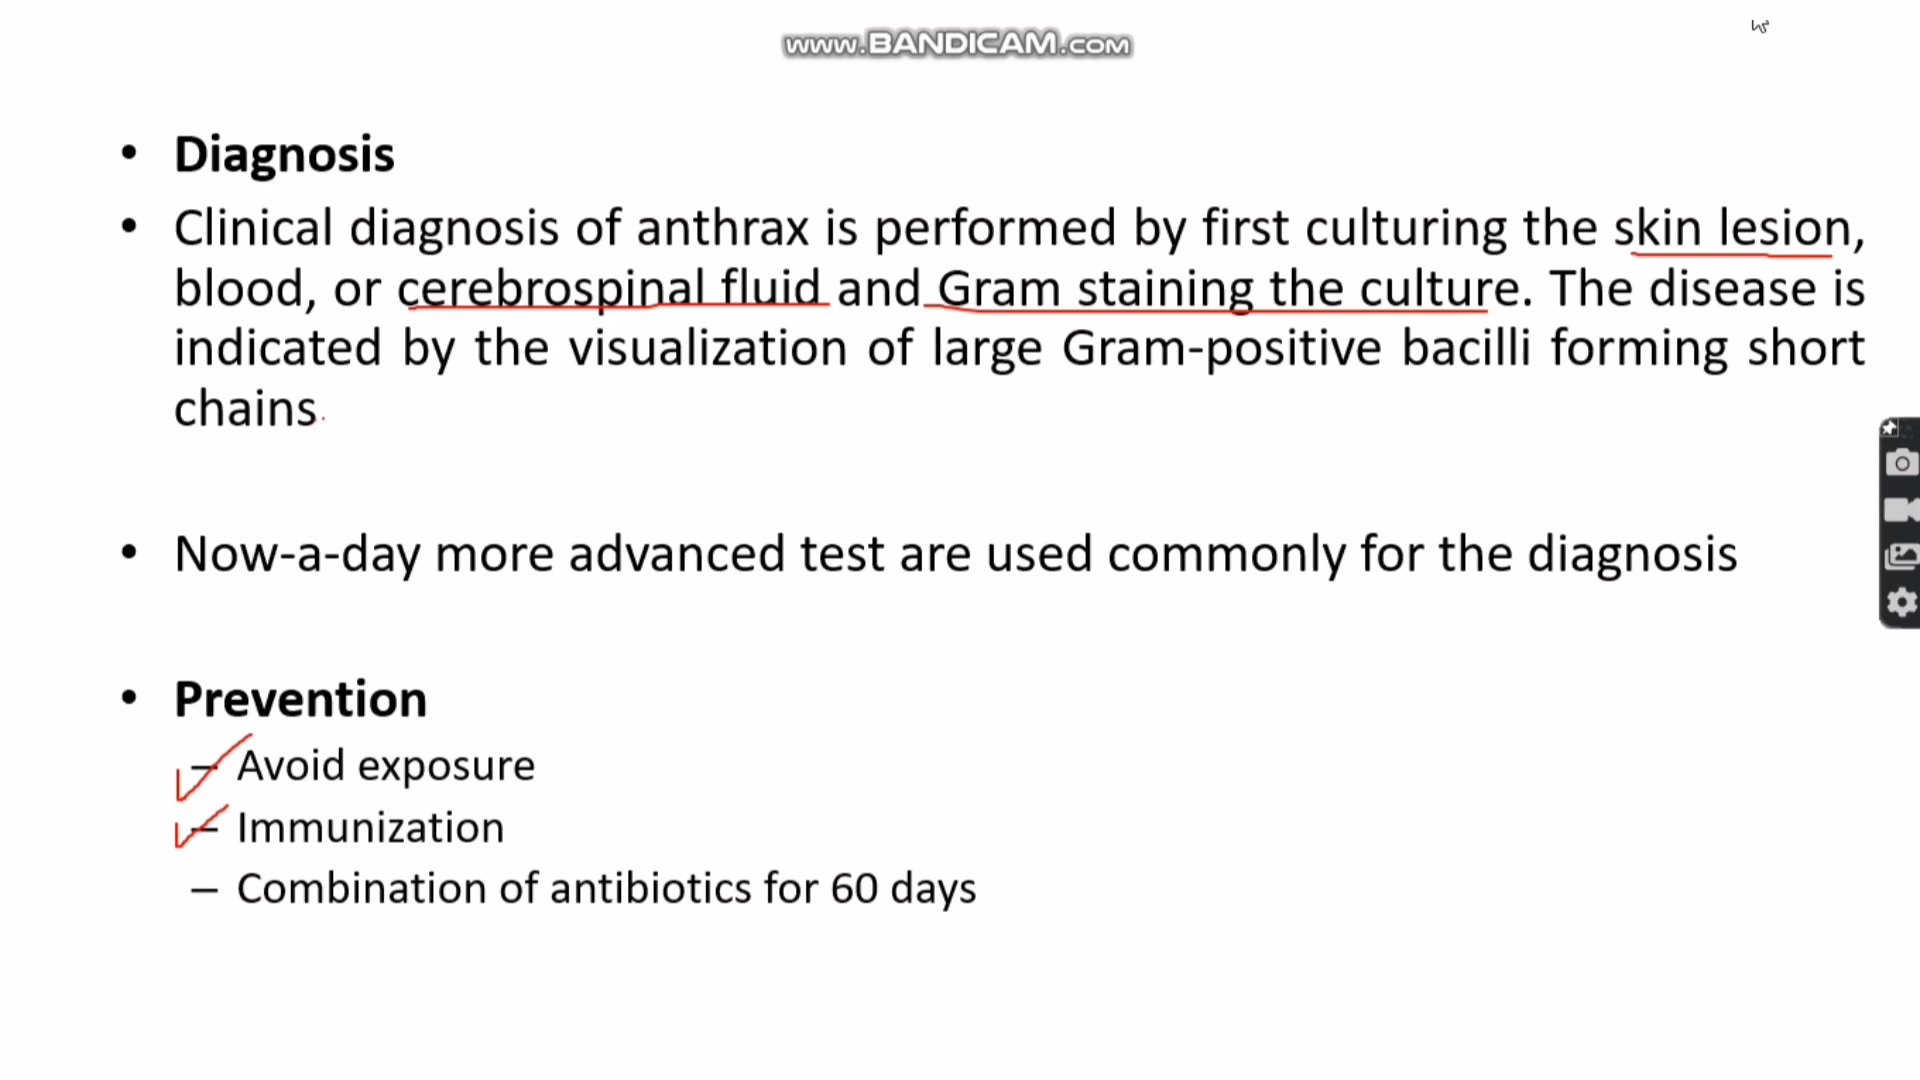 www.BANDICAM.com
• Diagnosis
• Clinical diagnosis of anthrax is performed by first culturing the skin lesion,
blood, or cerebrospinal fluid and Gram staining the culture. The disease is
indicated by the visualization of large Gram-positive bacilli forming short
chains
• Now-a-day more advanced test are used commonly for the diagnosis
• Prevention
– Avoid exposure
– Immunization
– Combination of antibiotics for 60 days